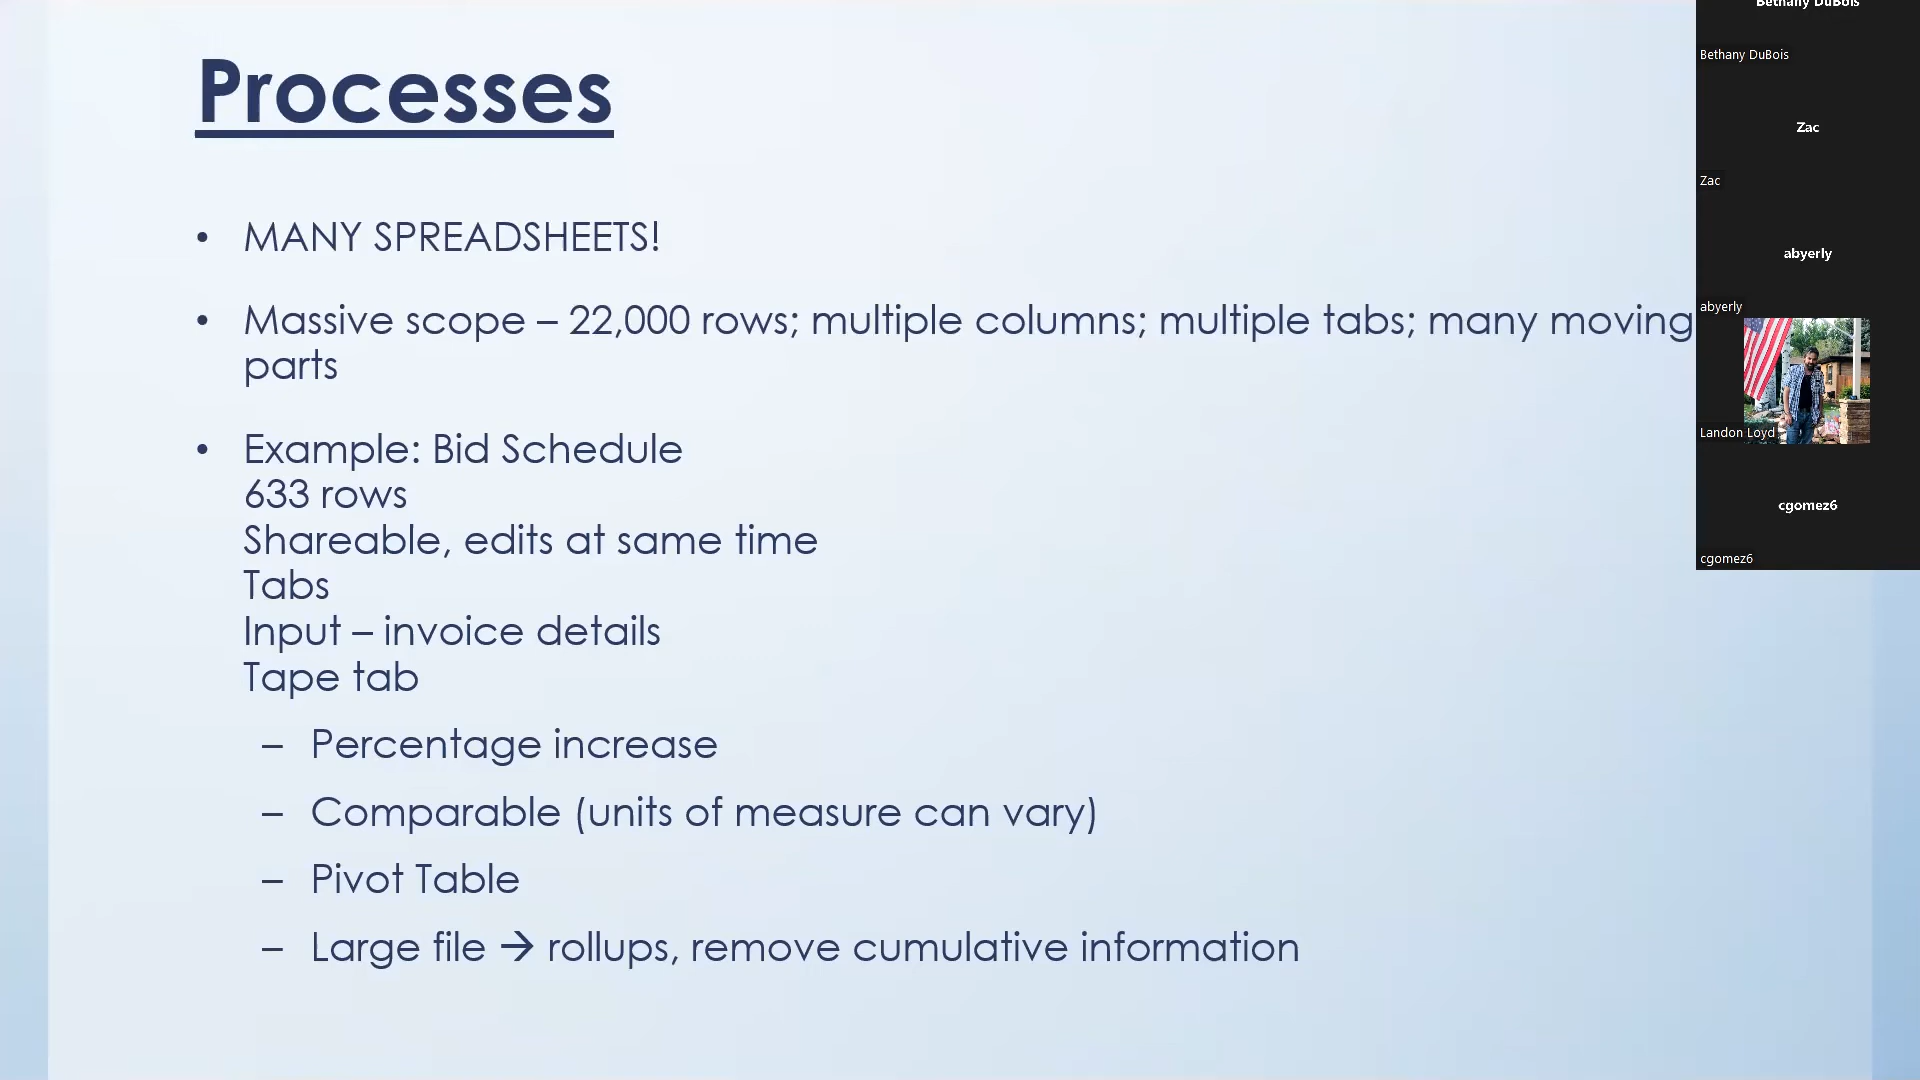 Processes
• MANY SPREADSHEETS!
• Massive scope – 22,000 rows; multiple columns; multiple tabs; many moving
parts
• Example: Bid Schedule
633 rows
Shareable, edits at same time
Tabs
Input – invoice details
Tape tab
– Percentage increase
– Comparable (units of measure can vary)
– Pivot Table
– Large file → rollups, remove cumulative information
Bethany DuBois
Bethany DuBois
Zac
Zac
abyerly
abyerly
Landon Loyd
cgomez6
cgomez6